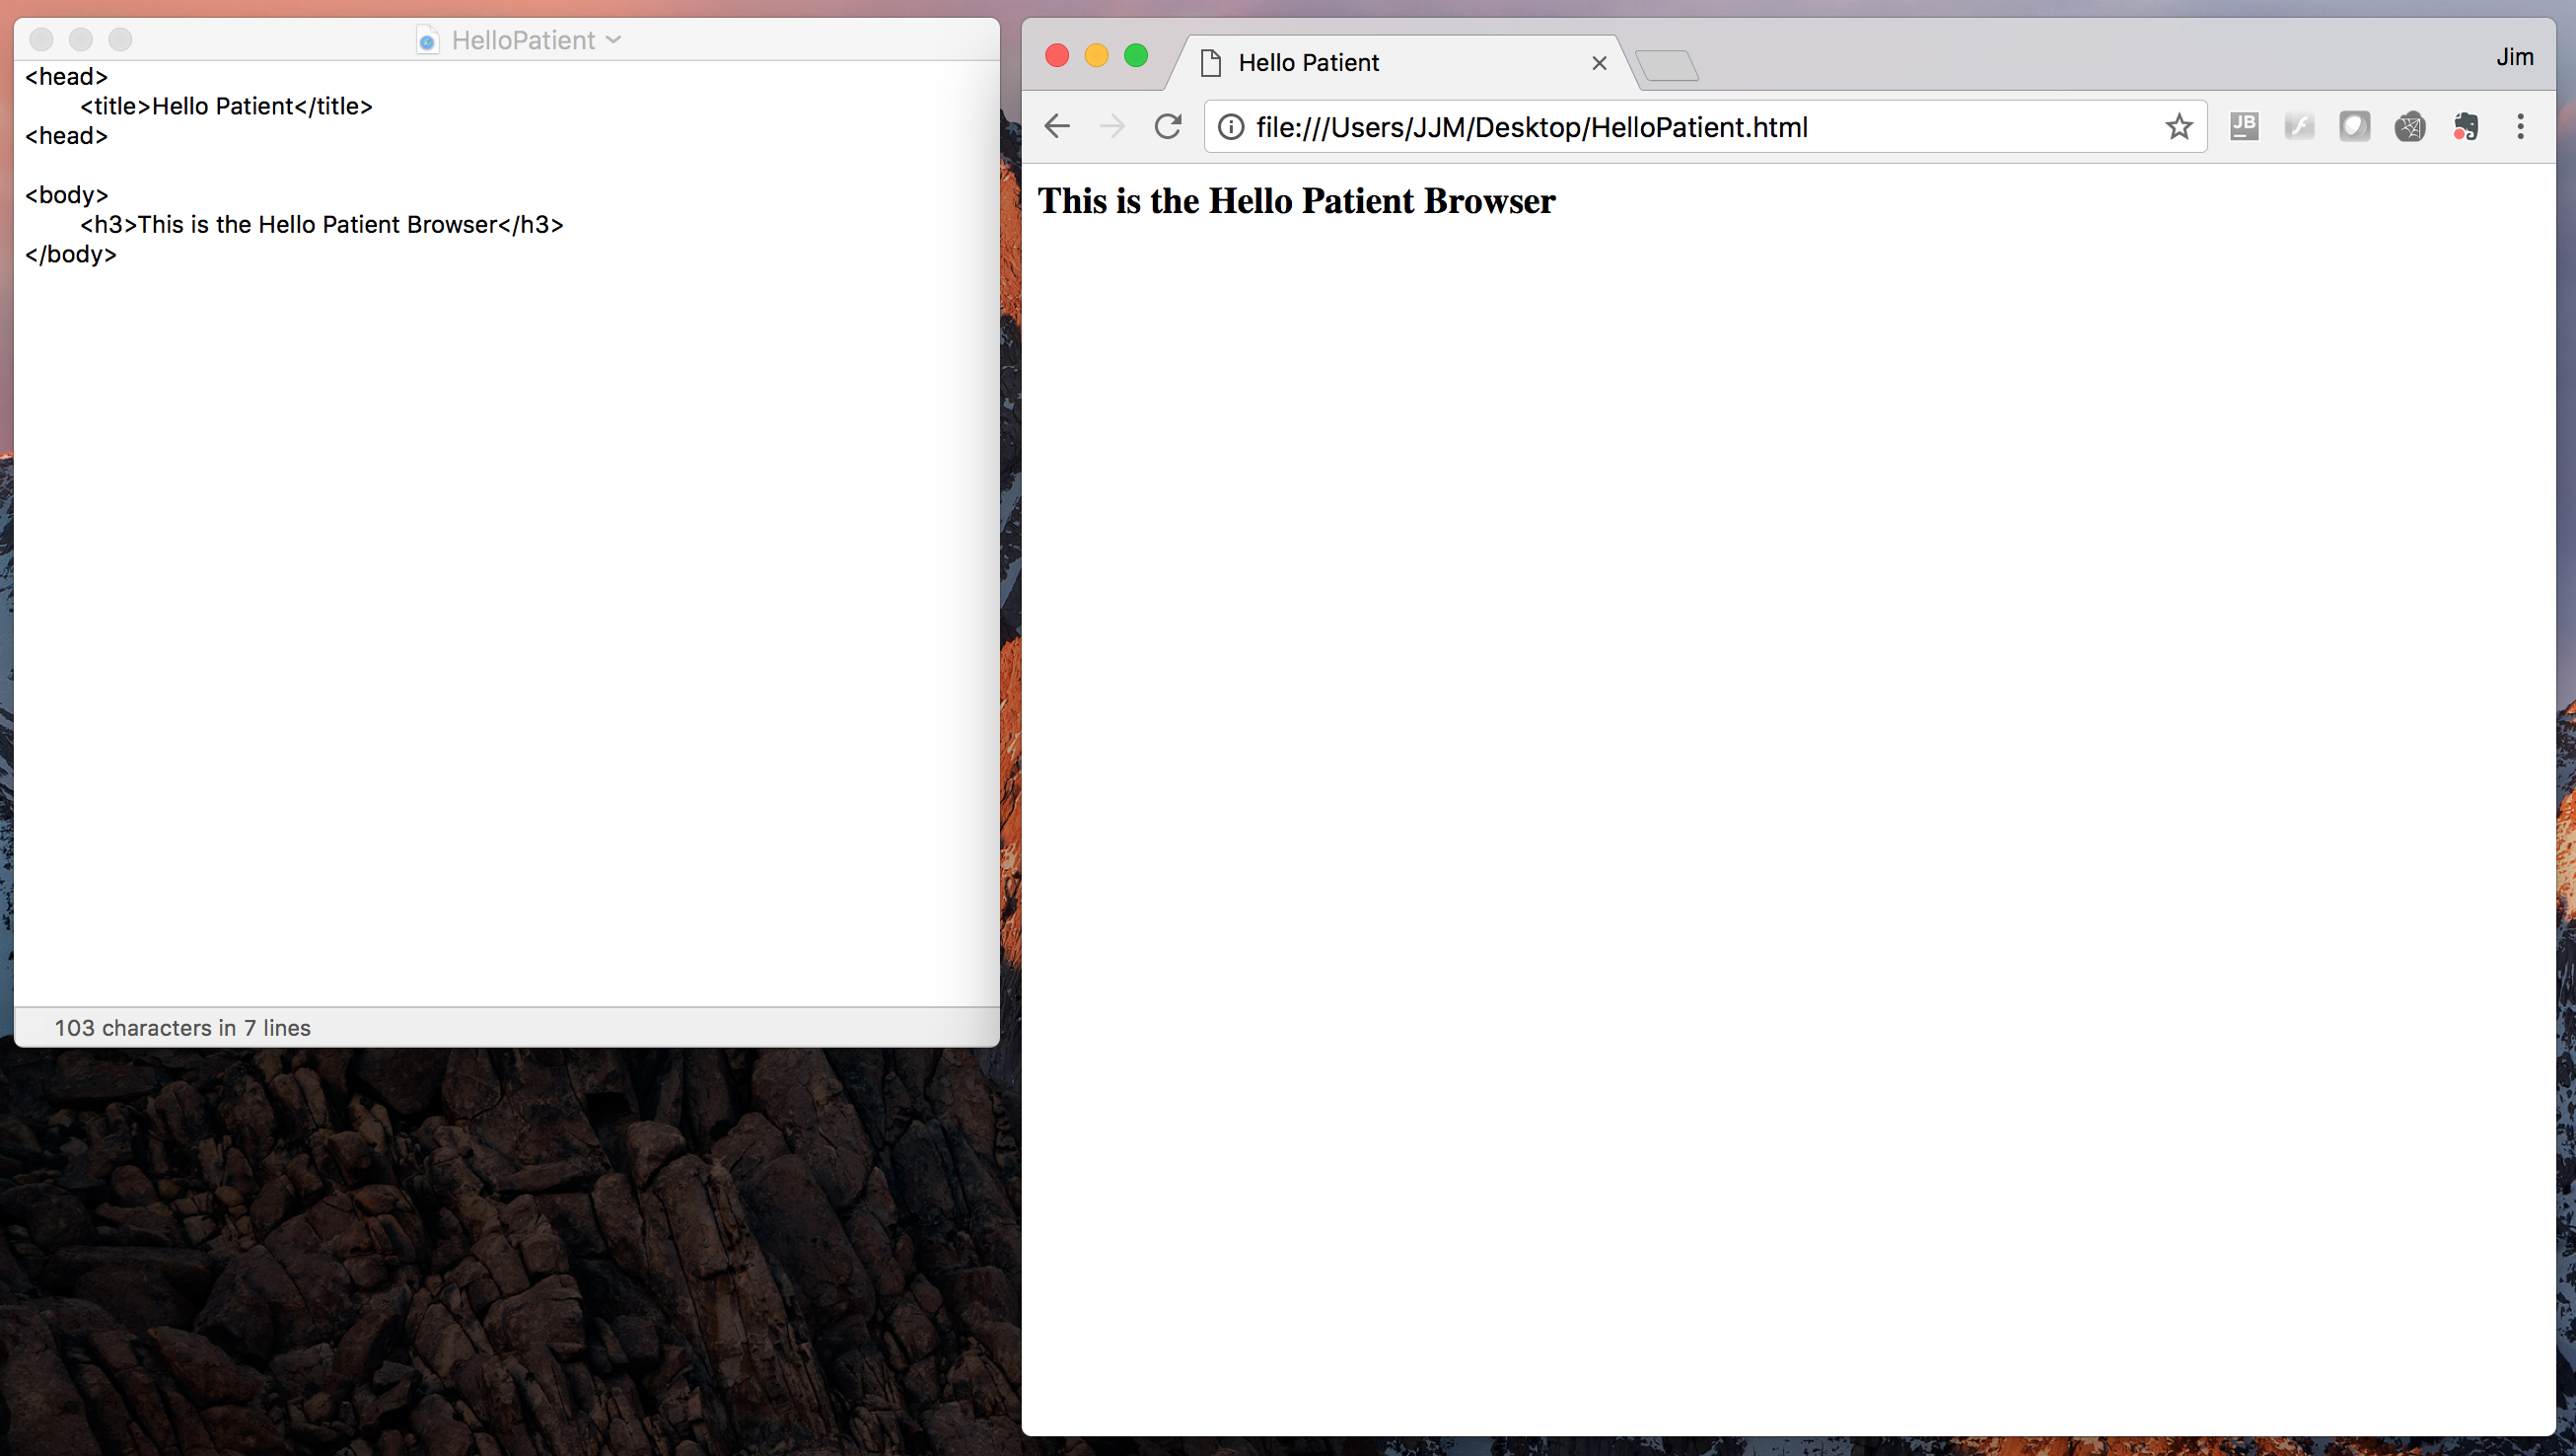 HelloPatient
<head>
<title>Hello Patient</title>
<head>
<body>
<h3>This is the Hello Patient Browser</h3>
</body>
103 characters in 7 lines
Hello Patient
Jim
file:///Users/JJM/Desktop/HelloPatient.html
JB
This is the Hello Patient Browser